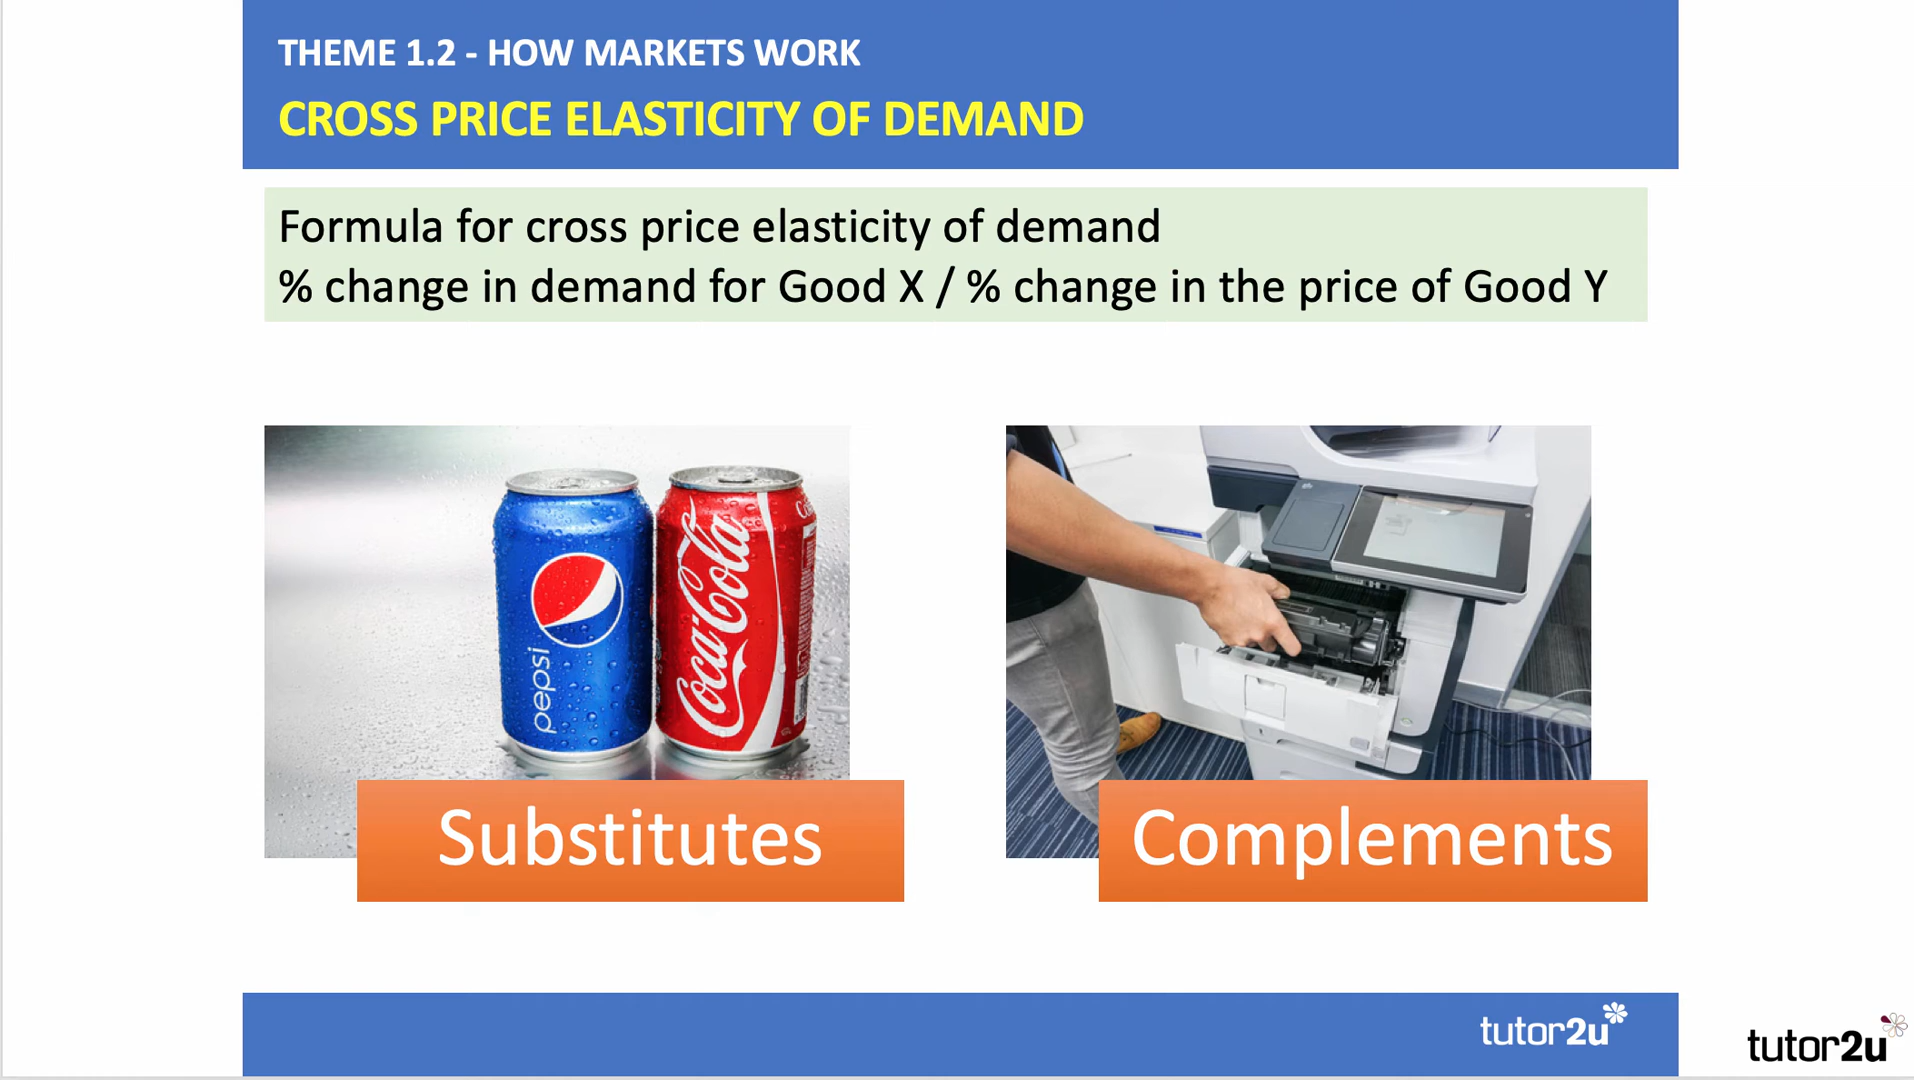 THEME 1.2 - HOW MARKETS WORK
CROSS PRICE ELASTICITY OF DEMAND
Formula for cross price elasticity of demand
% change in demand for Good X / % change in the price of Good Y
pepsi
Coca-Cola
Substitutes
Complements
tutor2u
tutor2u